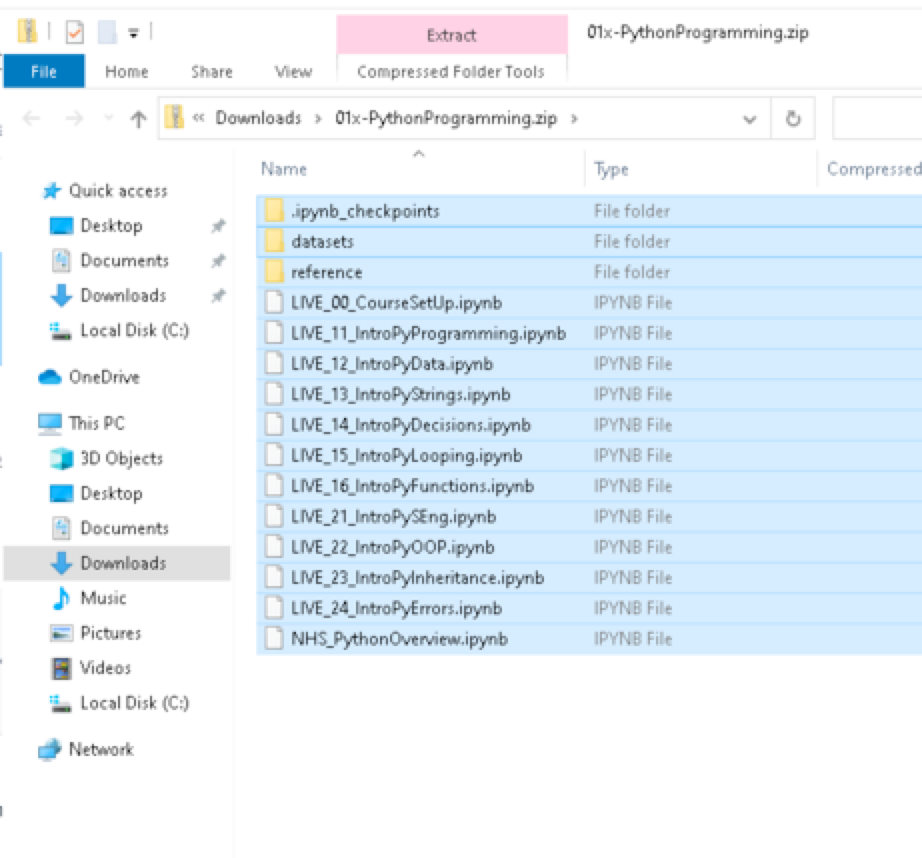 Extract 01x-PythonProgramming.zip
File Home Share View Compressed Folder Tools
« Downloads › 01x-PythonProgramming.zip ›
Name Type Compressed
Quick access
Desktop
Documents
Downloads
Local Disk (C:)
OneDrive
This PC
3D Objects
Desktop
Documents
Downloads
Music
Pictures
Videos
Local Disk (C:)
Network
.ipynb_checkpoints File folder
datasets File folder
reference File folder
LIVE_00_CourseSetUp.ipynb IPYNB File
LIVE_11_IntroPyProgramming.ipynb IPYNB File
LIVE_12_IntroPyData.ipynb IPYNB File
LIVE_13_IntroPyStrings.ipynb IPYNB File
LIVE_14_IntroPyDecisions.ipynb IPYNB File
LIVE_15_IntroPyLooping.ipynb IPYNB File
LIVE_16_IntroPyFunctions.ipynb IPYNB File
LIVE_21_IntroPySEng.ipynb IPYNB File
LIVE_22_IntroPyOOP.ipynb IPYNB File
LIVE_23_IntroPyInheritance.ipynb IPYNB File
LIVE_24_IntroPyErrors.ipynb IPYNB File
NHS_PythonOverview.ipynb IPYNB File